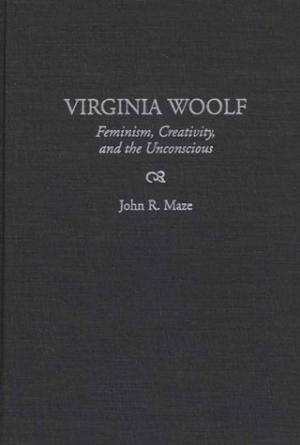 VIRGINIA WOOLF
Feminism, Creativity,
and the Unconscious
John R. Maze